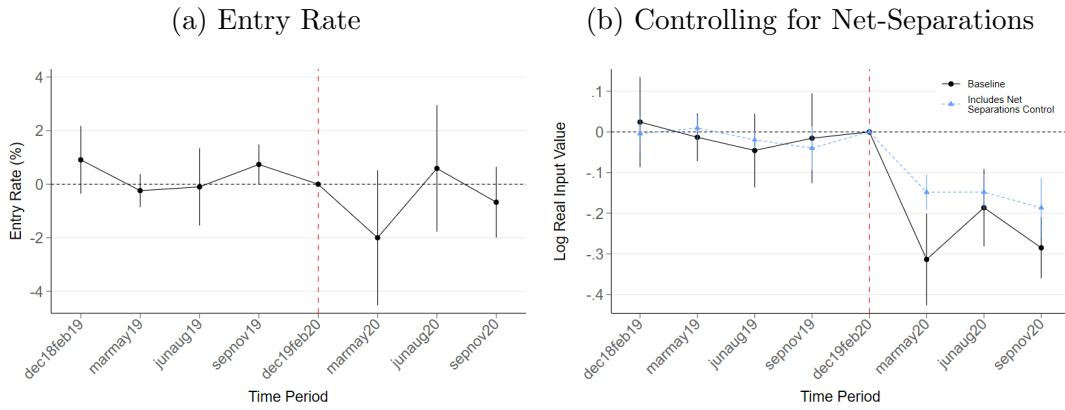 (a) Entry Rate
4
2
0
-2
-4
Entry Rate (%)
dec18feb19
marmay19
junaug19
sepnov19
dec19feb20
marmay20
junaug20
sepnov20
Time Period
(b) Controlling for Net-Separations
.1
0
-.1
-.2
-.3
-.4
Log Real Input Value
Baseline
Includes Net
Separations Control
dec18feb19
marmay19
junaug19
sepnov19
dec19feb20
marmay20
junaug20
sepnov20
Time Period